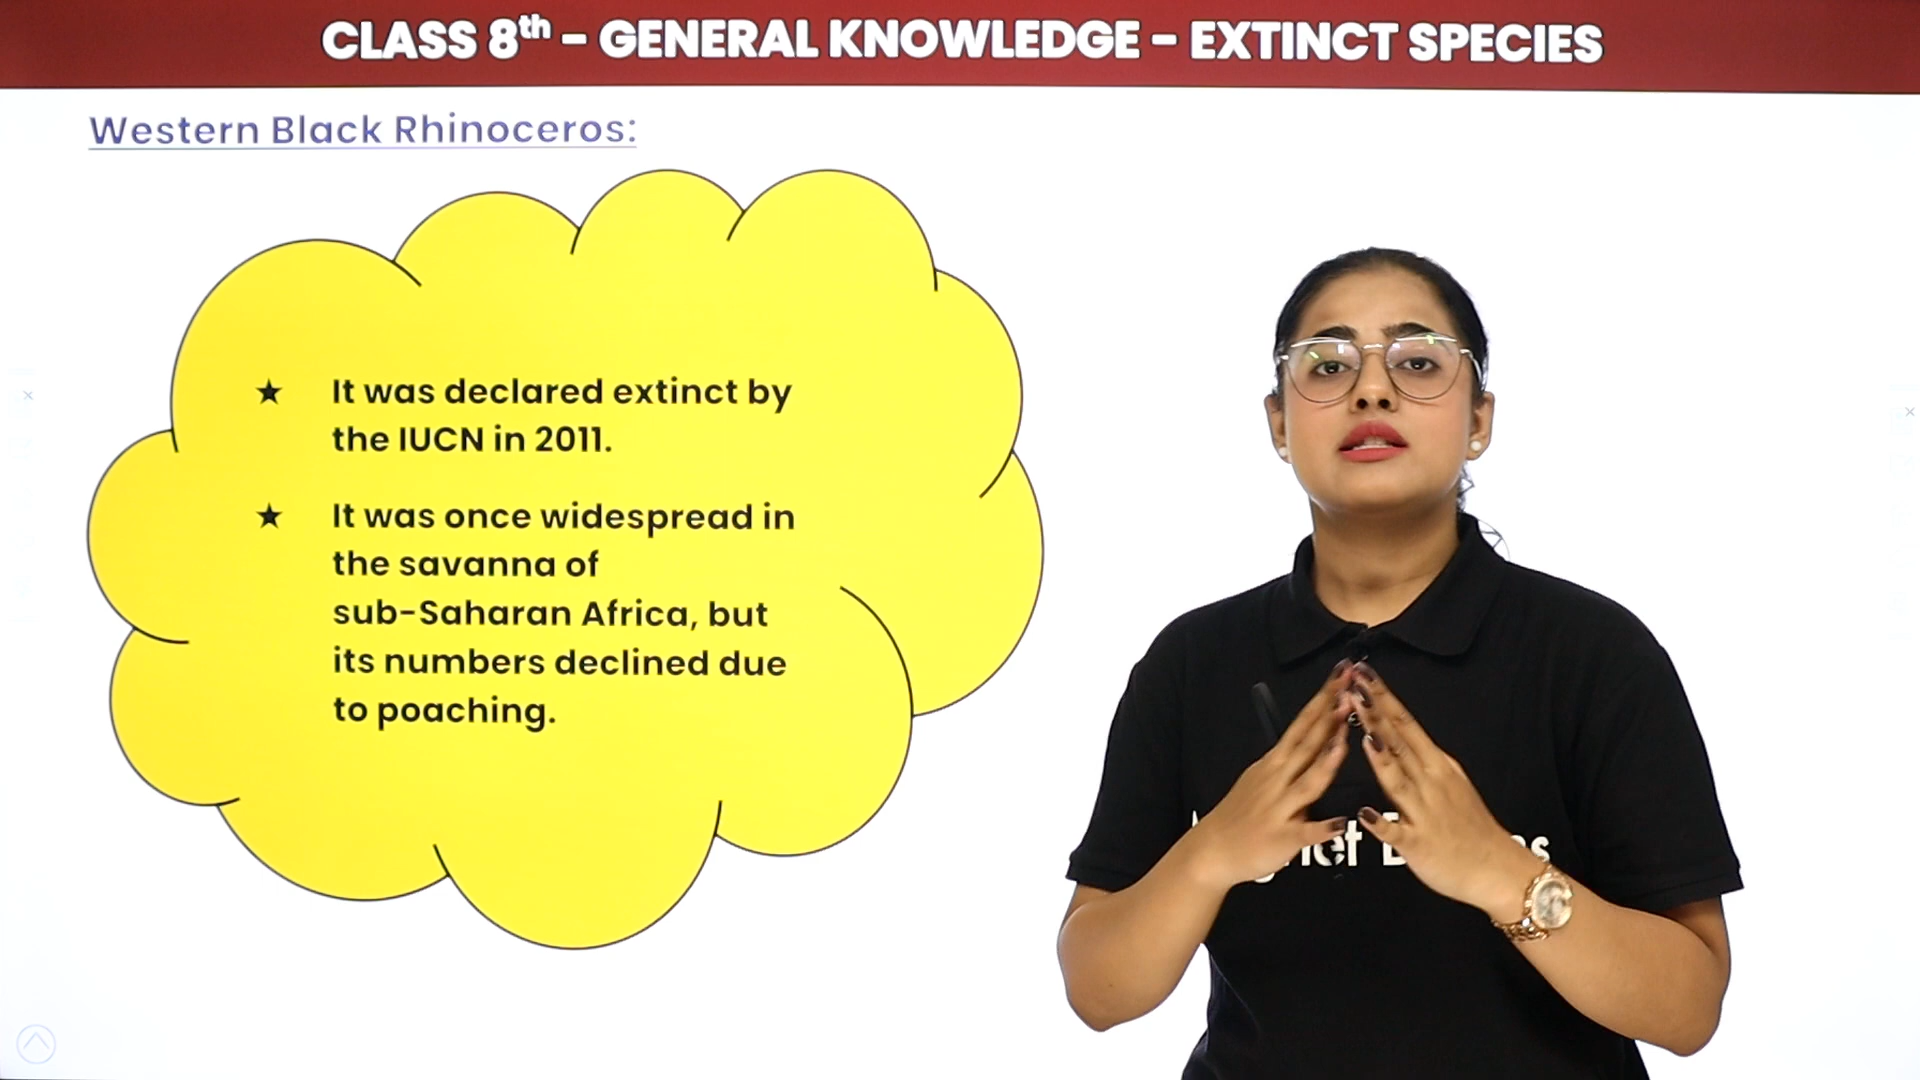 CLASS 8th - GENERAL KNOWLEDGE - EXTINCT SPECIES
Western Black Rhinoceros:
★ It was declared extinct by
the IUCN in 2011.
★ It was once widespread in
the savanna of
sub-Saharan Africa, but
its numbers declined due
to poaching.